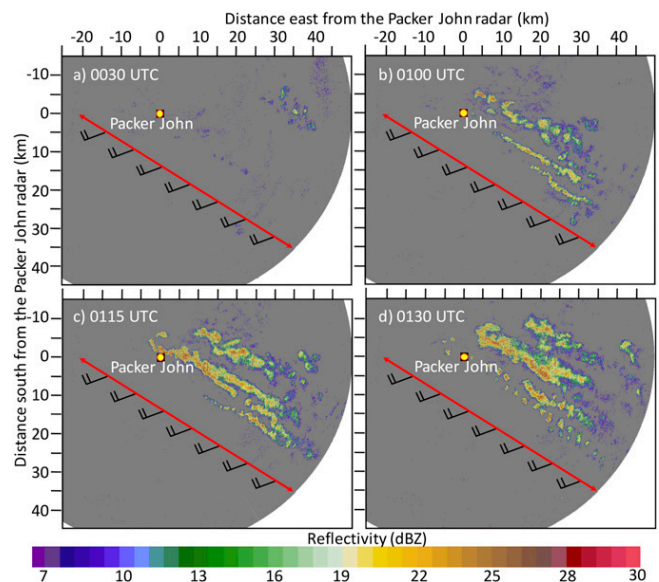 Distance east from the Packer John radar (km)
-20 -10 0 10 20 30 40
-20 -10 0 10 20 30 40
a) 0030 UTC
b) 0100 UTC
-10
0
10
20
30
40
Packer John
Packer John
Distance south from the Packer John radar (km)
c) 0115 UTC
d) 0130 UTC
-10
0
10
20
30
40
Packer John
Packer John
Reflectivity (dBZ)
7 10 13 16 19 22 25 28 30